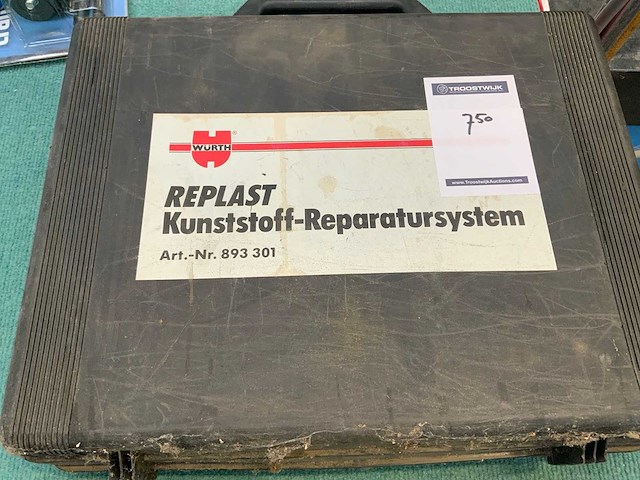 TROOSTWIJK
750
www.TroostwijkAuctions.com
WÜRTH
REPLAST
Kunststoff-Reparatursystem
Art.-Nr. 893 301